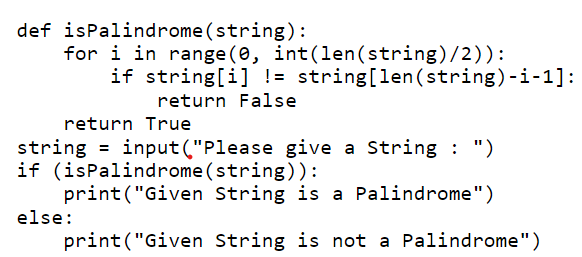 def isPalindrome(string):
    for i in range(0, int(len(string)/2)):
        if string[i] != string[len(string)-i-1]:
            return False
    return True
string = input("Please give a String : ")
if (isPalindrome(string)):
    print("Given String is a Palindrome")
else:
    print("Given String is not a Palindrome")